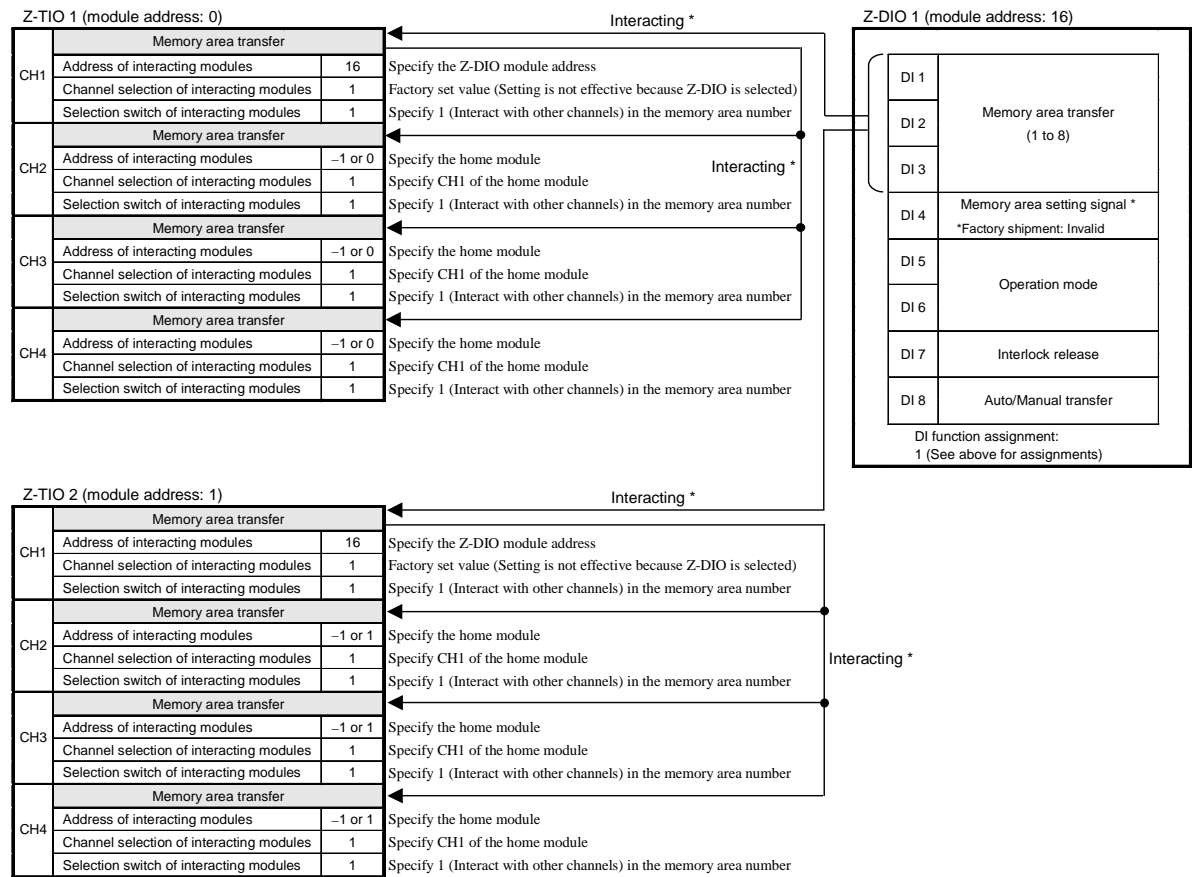 Z-TIO 1 (module address: 0)
Interacting *
Memory area transfer
CH1
Address of interacting modules 16 Specify the Z-DIO module address
Channel selection of interacting modules 1 Factory set value (Setting is not effective because Z-DIO is selected)
Selection switch of interacting modules 1 Specify 1 (Interact with other channels) in the memory area number
Memory area transfer
CH2
Address of interacting modules −1 or 0 Specify the home module
Interacting *
Channel selection of interacting modules 1 Specify CH1 of the home module
Selection switch of interacting modules 1 Specify 1 (Interact with other channels) in the memory area number
Memory area transfer
CH3
Address of interacting modules −1 or 0 Specify the home module
Channel selection of interacting modules 1 Specify CH1 of the home module
Selection switch of interacting modules 1 Specify 1 (Interact with other channels) in the memory area number
Memory area transfer
CH4
Address of interacting modules −1 or 0 Specify the home module
Channel selection of interacting modules 1 Specify CH1 of the home module
Selection switch of interacting modules 1 Specify 1 (Interact with other channels) in the memory area number
Z-DIO 1 (module address: 16)
DI 1
DI 2
DI 3
Memory area transfer
(1 to 8)
DI 4
Memory area setting signal *
*Factory shipment: Invalid
DI 5
DI 6
Operation mode
DI 7 Interlock release
DI 8 Auto/Manual transfer
DI function assignment:
1 (See above for assignments)
Z-TIO 2 (module address: 1)
Interacting *
Memory area transfer
CH1
Address of interacting modules 16 Specify the Z-DIO module address
Channel selection of interacting modules 1 Factory set value (Setting is not effective because Z-DIO is selected)
Selection switch of interacting modules 1 Specify 1 (Interact with other channels) in the memory area number
Memory area transfer
CH2
Address of interacting modules −1 or 1 Specify the home module
Channel selection of interacting modules 1 Specify CH1 of the home module
Interacting *
Selection switch of interacting modules 1 Specify 1 (Interact with other channels) in the memory area number
Memory area transfer
CH3
Address of interacting modules −1 or 1 Specify the home module
Channel selection of interacting modules 1 Specify CH1 of the home module
Selection switch of interacting modules 1 Specify 1 (Interact with other channels) in the memory area number
Memory area transfer
CH4
Address of interacting modules −1 or 1 Specify the home module
Channel selection of interacting modules 1 Specify CH1 of the home module
Selection switch of interacting modules 1 Specify 1 (Interact with other channels) in the memory area number